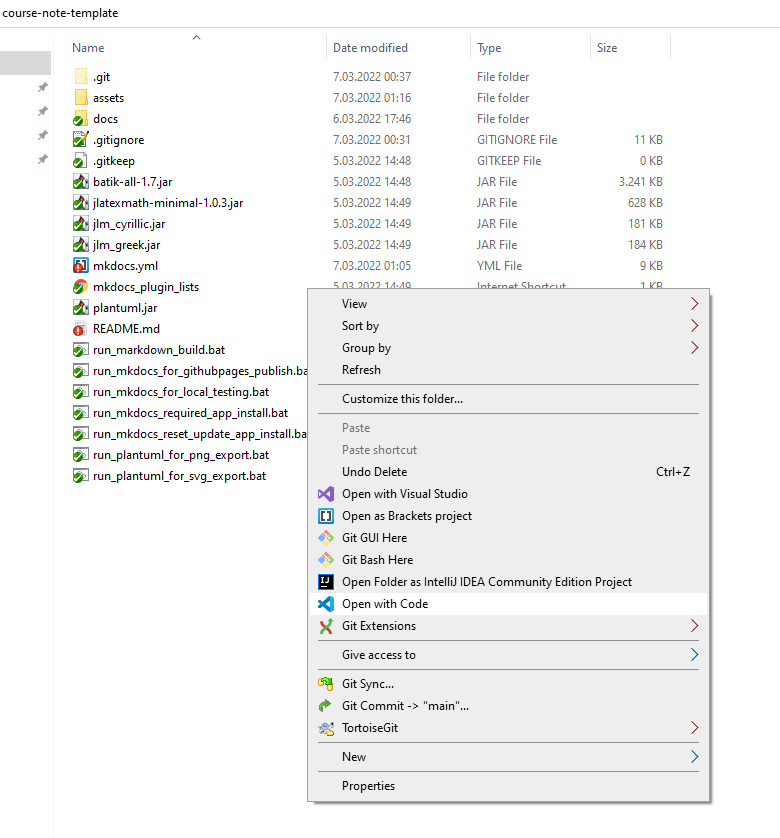 course-note-template
Name Date modified Type Size
.git 7.03.2022 00:37 File folder
assets 7.03.2022 01:16 File folder
docs 6.03.2022 17:46 File folder
.gitignore 7.03.2022 00:31 GITIGNORE File 11 KB
.gitkeep 5.03.2022 14:48 GITKEEP File 0 KB
batik-all-1.7.jar 5.03.2022 14:48 JAR File 3.241 KB
jlatexmath-minimal-1.0.3.jar 5.03.2022 14:49 JAR File 628 KB
jlm_cyrillic.jar 5.03.2022 14:49 JAR File 181 KB
jlm_greek.jar 5.03.2022 14:49 JAR File 184 KB
mkdocs.yml 7.03.2022 01:05 YML File 9 KB
mkdocs_plugin_lists 5.03.2022 14:49 Internet Shortcut 1 KB
plantuml.jar
README.md
run_markdown_build.bat
run_mkdocs_for_githubpages_publish.ba
run_mkdocs_for_local_testing.bat
run_mkdocs_required_app_install.bat
run_mkdocs_reset_update_app_install.ba
run_plantuml_for_png_export.bat
run_plantuml_for_svg_export.bat
View
Sort by
Group by
Refresh
Customize this folder...
Paste
Paste shortcut
Undo Delete Ctrl+Z
Open with Visual Studio
Open as Brackets project
Git GUI Here
Git Bash Here
Open Folder as IntelliJ IDEA Community Edition Project
Open with Code
Git Extensions
Give access to
Git Sync...
Git Commit -> "main"...
TortoiseGit
New
Properties